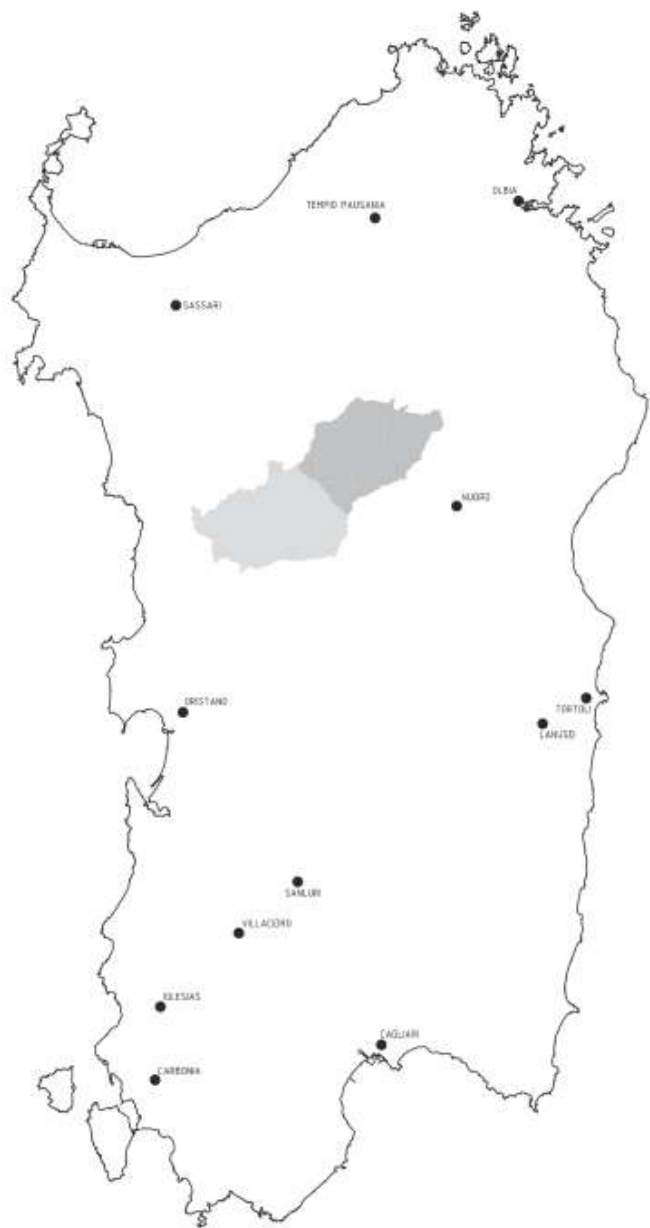 OLBIA
TEMPIO PAUSANIA
SASSARI
NUORO
ORISTANO
TORTOLI
LANUSEI
SANLURI
VILLACIDRO
IGLESIAS
CAGLIARI
CARBONIA